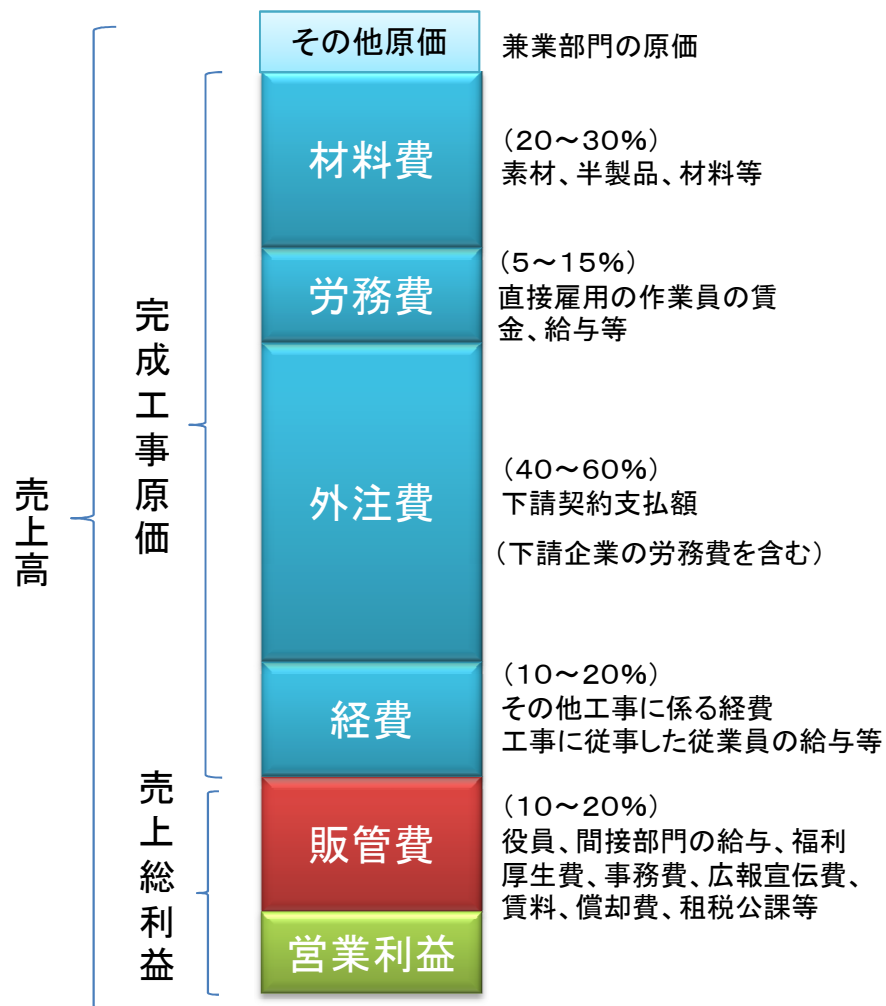 その他原価
兼業部門の原価
材料費
(20～30%)
素材、半製品、材料等
労務費
(5～15%)
直接雇用の作業員の賃
金、給与等
完成工事原価
売上高
外注費
(40～60%)
下請契約支払額
(下請企業の労務費を含む)
経費
(10～20%)
その他工事に係る経費
工事に従事した従業員の給与等
売上総利益
販管費
(10～20%)
役員、間接部門の給与、福利
厚生費、事務費、広報宣伝費、
賃料、償却費、租税公課等
営業利益